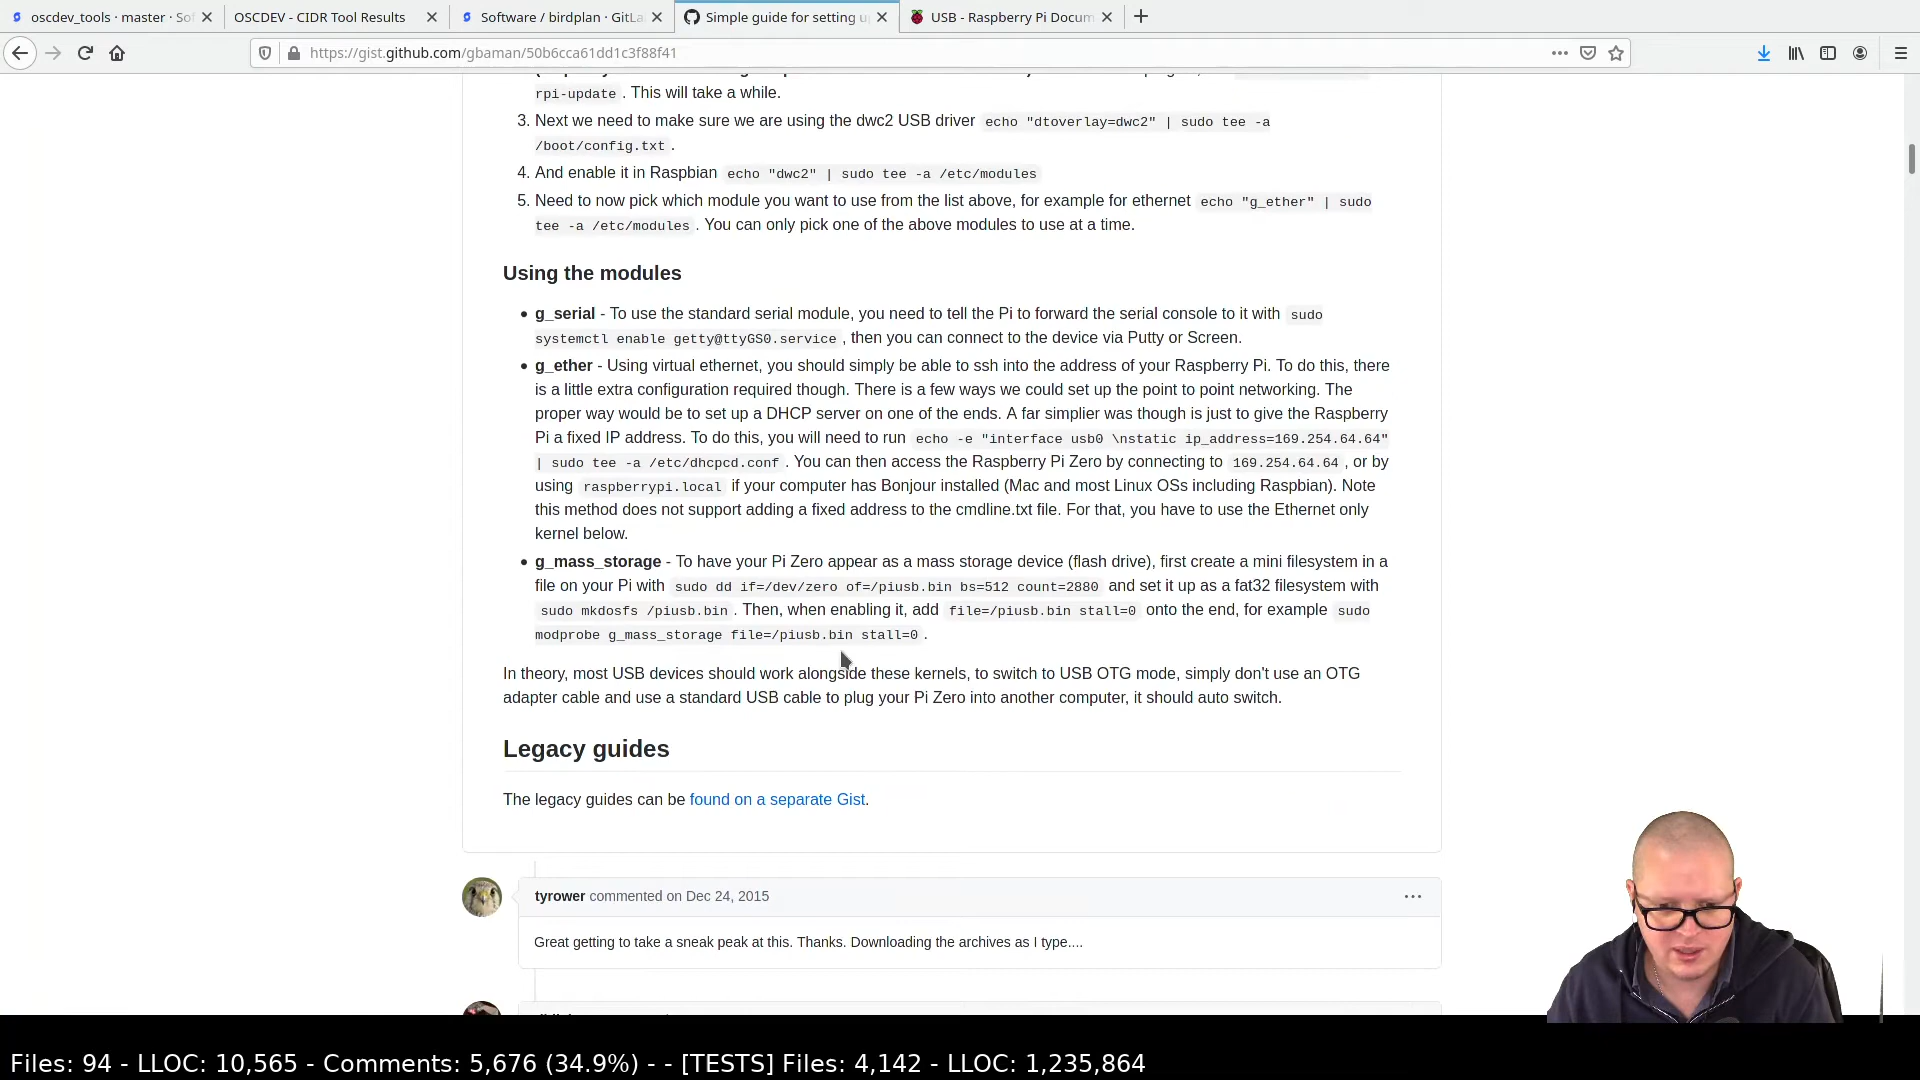 oscdev_tools · master · Sof
OSCDEV - CIDR Tool Results
Software / birdplan · GitLa
Simple guide for setting u
USB - Raspberry Pi Docum
https://gist.github.com/gbaman/50b6cca61dd1c3f88f41
rpi-update . This will take a while.
3. Next we need to make sure we are using the dwc2 USB driver echo "dtoverlay=dwc2" | sudo tee -a
/boot/config.txt .
4. And enable it in Raspbian echo "dwc2" | sudo tee -a /etc/modules
5. Need to now pick which module you want to use from the list above, for example for ethernet echo "g_ether" | sudo
tee -a /etc/modules . You can only pick one of the above modules to use at a time.
Using the modules
• g_serial - To use the standard serial module, you need to tell the Pi to forward the serial console to it with sudo
systemctl enable getty@ttyGS0.service , then you can connect to the device via Putty or Screen.
• g_ether - Using virtual ethernet, you should simply be able to ssh into the address of your Raspberry Pi. To do this, there
is a little extra configuration required though. There is a few ways we could set up the point to point networking. The
proper way would be to set up a DHCP server on one of the ends. A far simplier was though is just to give the Raspberry
Pi a fixed IP address. To do this, you will need to run echo -e "interface usb0 \nstatic ip_address=169.254.64.64"
| sudo tee -a /etc/dhcpcd.conf . You can then access the Raspberry Pi Zero by connecting to 169.254.64.64 , or by
using raspberrypi.local if your computer has Bonjour installed (Mac and most Linux OSs including Raspbian). Note
this method does not support adding a fixed address to the cmdline.txt file. For that, you have to use the Ethernet only
kernel below.
• g_mass_storage - To have your Pi Zero appear as a mass storage device (flash drive), first create a mini filesystem in a
file on your Pi with sudo dd if=/dev/zero of=/piusb.bin bs=512 count=2880 and set it up as a fat32 filesystem with
sudo mkdosfs /piusb.bin . Then, when enabling it, add file=/piusb.bin stall=0 onto the end, for example sudo
modprobe g_mass_storage file=/piusb.bin stall=0 .
In theory, most USB devices should work alongside these kernels, to switch to USB OTG mode, simply don't use an OTG
adapter cable and use a standard USB cable to plug your Pi Zero into another computer, it should auto switch.
Legacy guides
The legacy guides can be found on a separate Gist.
tyrower commented on Dec 24, 2015
Great getting to take a sneak peak at this. Thanks. Downloading the archives as I type....
Files: 94 - LLOC: 10,565 - Comments: 5,676 (34.9%) - - [TESTS] Files: 4,142 - LLOC: 1,235,864